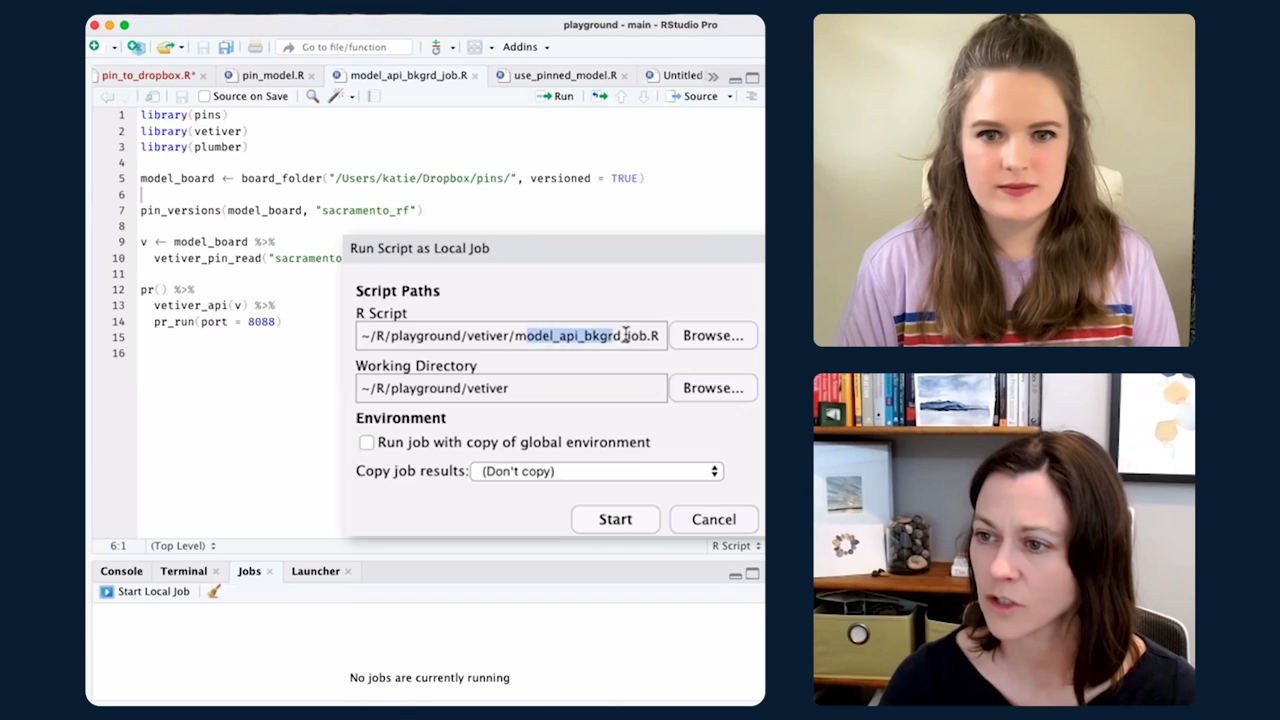 playground - main - RStudio Pro
Go to file/function
Addins
pin_to_dropbox.R*
pin_model.R
model_api_bkgrd_job.R
use_pinned_model.R
Untitled
Source on Save
Run
Source
1 library(pins)
2 library(vetiver)
3 library(plumber)
4
5 model_board ← board_folder("/Users/katie/Dropbox/pins/", versioned = TRUE)
6
7 pin_versions(model_board, "sacramento_rf")
8
9 v ← model_board %>%
10 vetiver_pin_read("sacramento
11
12 pr() %>%
13 vetiver_api(v) %>%
14 pr_run(port = 8088)
15
16
Run Script as Local Job
Script Paths
R Script
~/R/playground/vetiver/model_api_bkgrd_job.R
Browse...
Working Directory
~/R/playground/vetiver
Browse...
Environment
Run job with copy of global environment
Copy job results: (Don't copy)
Start
Cancel
6:1 (Top Level)
R Script
Console
Terminal
Jobs
Launcher
Start Local Job
No jobs are currently running